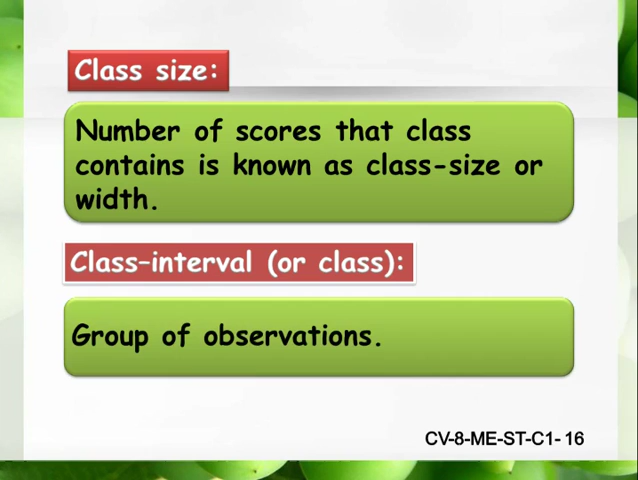 Class size:
Number of scores that class
contains is known as class-size or
width.
Class–interval (or class):
Group of observations.
CV-8-ME-ST-C1- 16